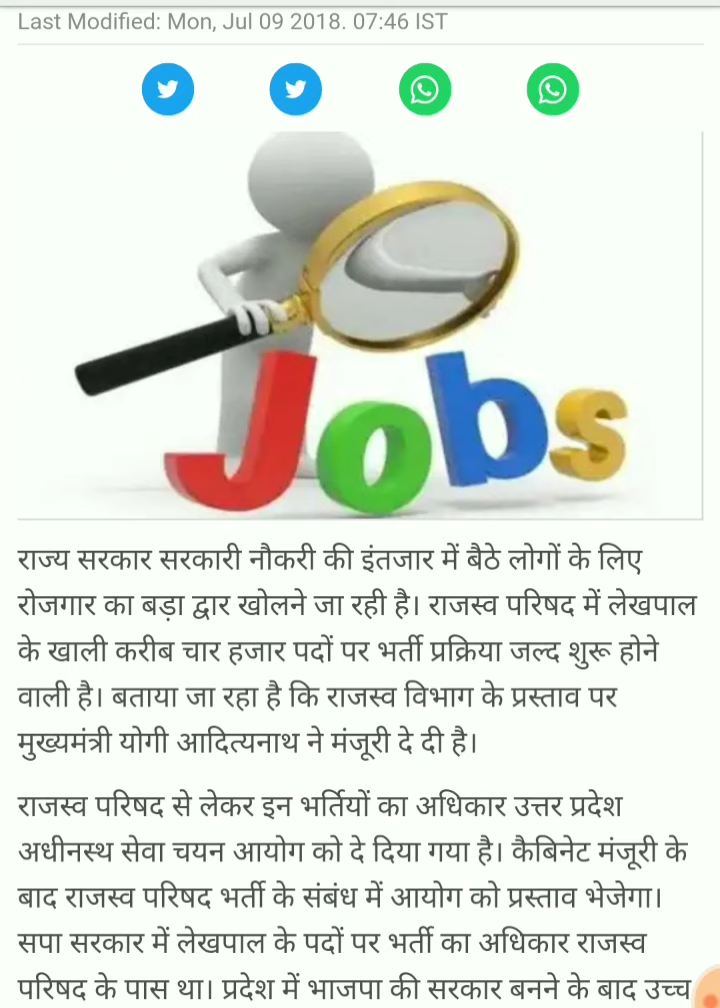 Last Modified: Mon, Jul 09 2018. 07:46 IST
Jobs
राज्य सरकार सरकारी नौकरी की इंतजार में बैठे लोगों के लिए
रोजगार का बड़ा द्वार खोलने जा रही है। राजस्व परिषद में लेखपाल
के खाली करीब चार हजार पदों पर भर्ती प्रक्रिया जल्द शुरू होने
वाली है। बताया जा रहा है कि राजस्व विभाग के प्रस्ताव पर
मुख्यमंत्री योगी आदित्यनाथ ने मंजूरी दे दी है।
राजस्व परिषद से लेकर इन भर्तियों का अधिकार उत्तर प्रदेश
अधीनस्थ सेवा चयन आयोग को दे दिया गया है। कैबिनेट मंजूरी के
बाद राजस्व परिषद भर्ती के संबंध में आयोग को प्रस्ताव भेजेगा।
सपा सरकार में लेखपाल के पदों पर भर्ती का अधिकार राजस्व
परिषद के पास था। प्रदेश में भाजपा की सरकार बनने के बाद उच्च